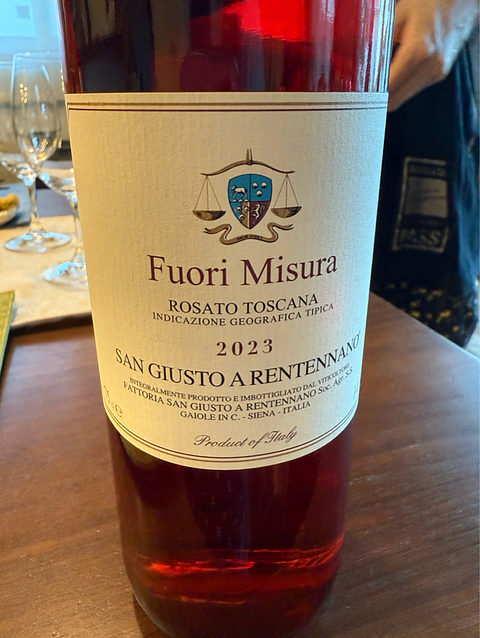 Fuori Misura
ROSATO TOSCANA
INDICAZIONE GEOGRAFICA TIPICA
2023
SAN GIUSTO A RENTENNANO
INTEGRALMENTE PRODOTTO E IMBOTTIGLIATO DAL VITICOLTORE
FATTORIA SAN GIUSTO A RENTENNANO Soc. Agr. S.S.
GAIOLE IN C. - SIENA - ITALIA
Product of Italy